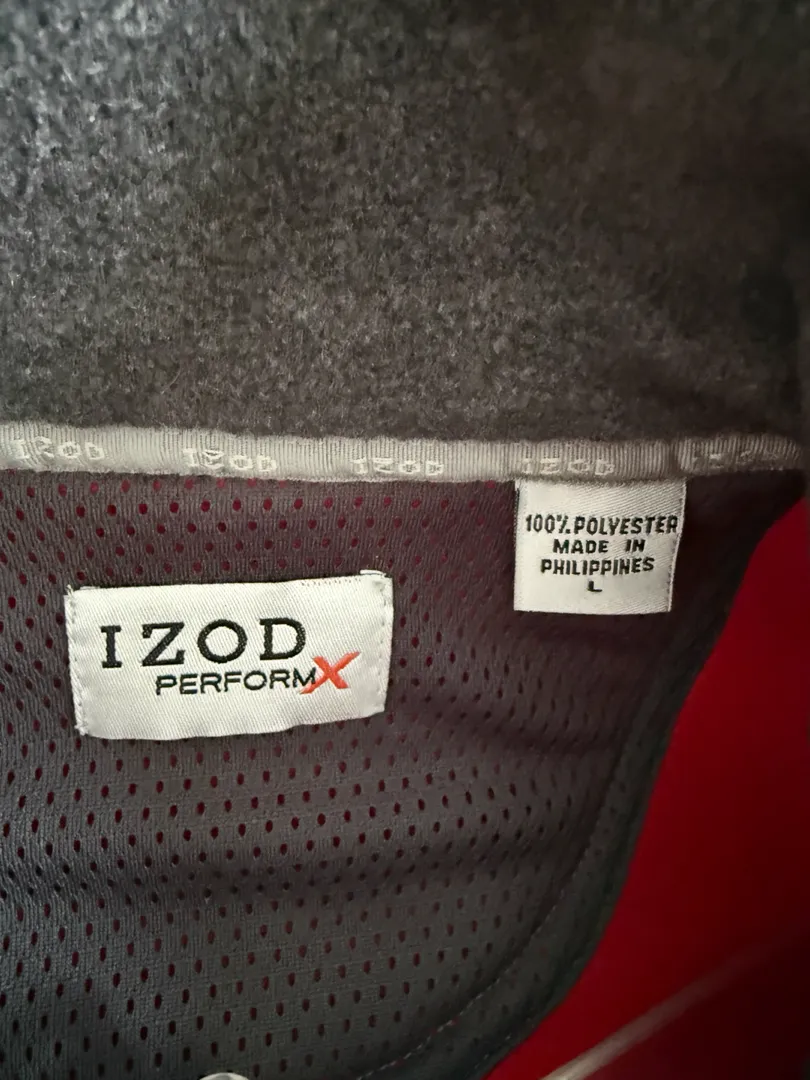 IZOD IZOD IZOD IZOD
100% POLYESTER
MADE IN
PHILIPPINES
L
IZOD
PERFORMX